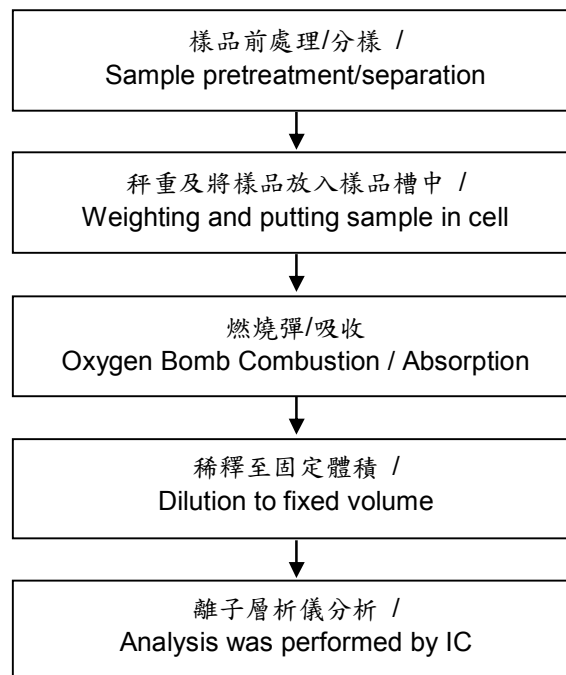 樣品前處理/分樣 /
Sample pretreatment/separation
秤重及將樣品放入樣品槽中 /
Weighting and putting sample in cell
燃燒彈/吸收
Oxygen Bomb Combustion / Absorption
稀釋至固定體積 /
Dilution to fixed volume
離子層析儀分析 /
Analysis was performed by IC